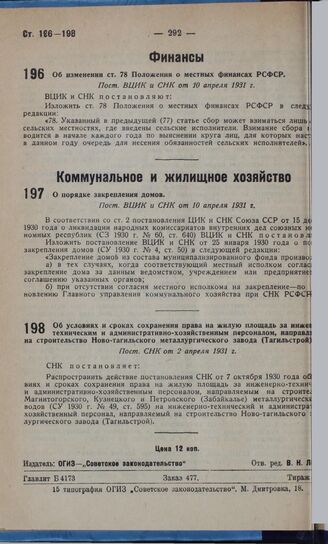 Ст. 196—198
— 292 —
Финансы
196 Об изменении ст. 78 Положения о местных финансах РСФСР.
Пост. ВЦИК и СНК от 10 апреля 1931 г.
ВЦИК и СНК постановляют:
Изложить ст. 78 Положения о местных финансах РСФСР в следу
редакции:
«78. Указанный в предыдущей (77) статье сбор может взиматься лишь
сельских местностях, где введены сельские исполнители. Взимание сбора
водится в начале каждого года по выяснении круга лиц, для которых нас
в данном году очередь для несения обязанностей сельских исполнителей».
Коммунальное и жилищное хозяйство
197 О порядке закрепления домов.
Пост. ВЦИК и СНК от 10 апреля 1931 г.
В соответствии со ст. 2 постановления ЦИК и СНК Союза ССР от 15 де
1930 года о ликвидации народных комиссариатов внутренних дел союзных и
номных республик (СЗ 1930 г. № 60, ст. 640) ВЦИК и СНК постановл
Изложить постановление ВЦИК и СНК от 25 января 1930 года о по
закрепления домов (СУ 1930 г. № 4, ст. 50) в следующей редакции:
«Закрепление домов из состава муниципализированного фонда произво
а) в тех случаях, когда соответствующий местный исполком соглас
закрепление дома за данным ведомством, учреждением или предприятие
соглашению указанных органов;
б) при отсутствии согласия местного исполкома на закрепление—по
новлению Главного управления коммунального хозяйства при СНК РСФСР
198 Об условиях и сроках сохранения права на жилую площадь за инжен
техническим и административно-хозяйственным персоналом, направл
на строительство Ново-тагильского металлургического завода (Тагильстрой)
Пост. СНК от 2 апреля 1931 г.
СНК постановляет:
Распространить действие постановления СНК от 7 октября 1930 года об
виях и сроках сохранения права на жилую площадь за инженерно-технич
и административно-хозяйственным персоналом, направляемым на строител
Магнитогорского, Кузнецкого и Петровского (Забайкалье) металлургическ
водов (СУ 1930 г. № 49, ст. 595) на инженерно-технический и администра
хозяйственный персонал, направляемый на строительство Ново-тагильского
лургического завода (Тагильстрой).
Цена 12 коп.
Издатель: ОГИЗ—„Советское законодательство“ Отв. ред. В. Н. Л
Главлит Б 4173 Заказ 477. Тираж
15 типография ОГИЗ „Советское законодательство“. М. Дмитровка, 18.